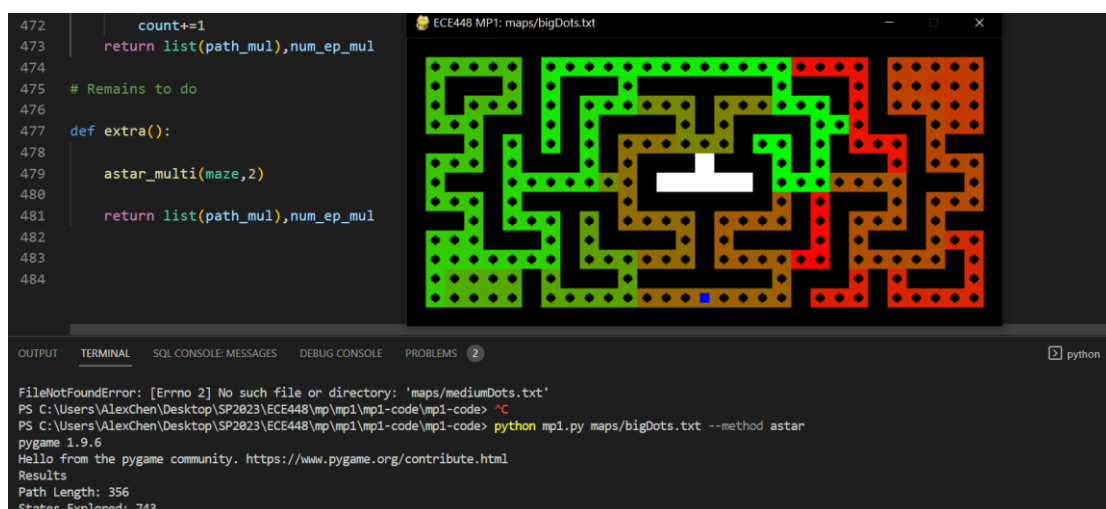 472 count+=1
473 return list(path_mul),num_ep_mul
474
475 # Remains to do
476
477 def extra():
478
479 astar_multi(maze,2)
480
481 return list(path_mul),num_ep_mul
482
483
484
ECE448 MP1: maps/bigDots.txt
OUTPUT TERMINAL SQL CONSOLE: MESSAGES DEBUG CONSOLE PROBLEMS 2 python
FileNotFoundError: [Errno 2] No such file or directory: 'maps/mediumDots.txt'
PS C:\Users\AlexChen\Desktop\SP2023\ECE448\mp\mp1\mp1-code\mp1-code> ^C
PS C:\Users\AlexChen\Desktop\SP2023\ECE448\mp\mp1\mp1-code\mp1-code> python mp1.py maps/bigDots.txt --method astar
pygame 1.9.6
Hello from the pygame community. https://www.pygame.org/contribute.html
Results
Path Length: 356
States Explored: 743